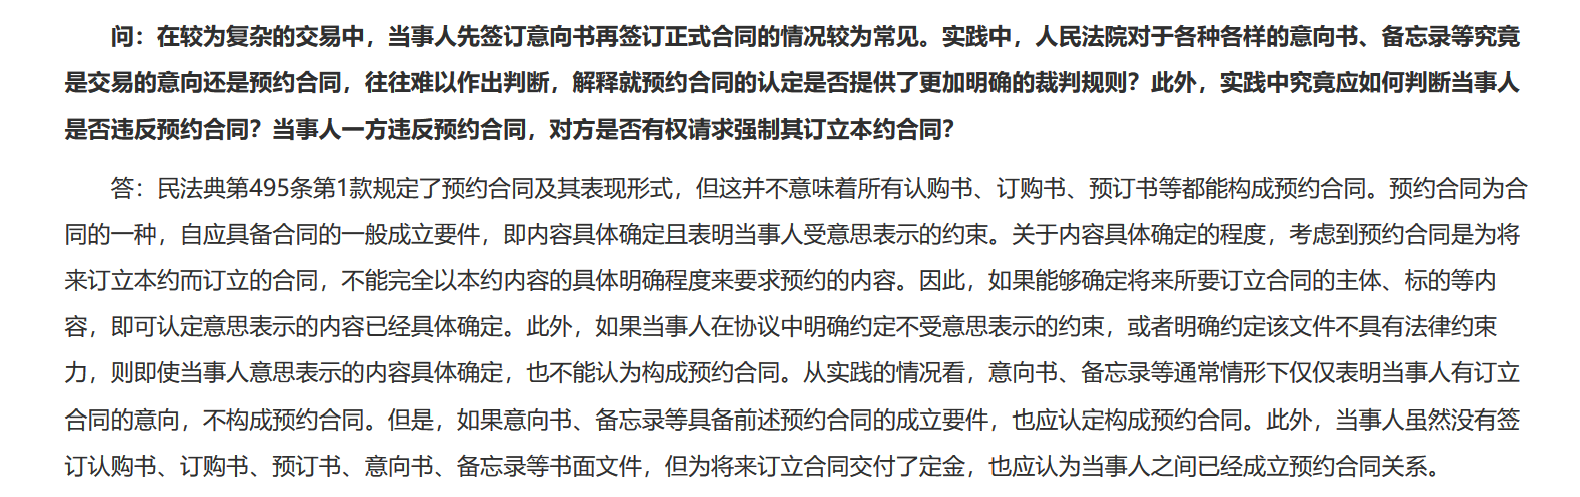 问：在较为复杂的交易中，当事人先签订意向书再签订正式合同的情况较为常见。实践中，人民法院对于各种各样的意向书、备忘录等究竟
是交易的意向还是预约合同，往往难以作出判断，解释就预约合同的认定是否提供了更加明确的裁判规则？此外，实践中究竟应如何判断当事人
是否违反预约合同？当事人一方违反预约合同，对方是否有权请求强制其订立本约合同？
答：民法典第495条第1款规定了预约合同及其表现形式，但这并不意味着所有认购书、订购书、预订书等都能构成预约合同。预约合同为合
同的一种，自应具备合同的一般成立要件，即内容具体确定且表明当事人受意思表示的约束。关于内容具体确定的程度，考虑到预约合同是为将
来订立本约而订立的合同，不能完全以本约内容的具体明确程度来要求预约的内容。因此，如果能够确定将来所要订立合同的主体、标的等内
容，即可认定意思表示的内容已经具体确定。此外，如果当事人在协议中明确约定不受意思表示的约束，或者明确约定该文件不具有法律约束
力，则即使当事人意思表示的内容具体确定，也不能认为构成预约合同。从实践的情况看，意向书、备忘录等通常情形下仅仅表明当事人有订立
合同的意向，不构成预约合同。但是，如果意向书、备忘录等具备前述预约合同的成立要件，也应认定构成预约合同。此外，当事人虽然没有签
订认购书、订购书、预订书、意向书、备忘录等书面文件，但为将来订立合同交付了定金，也应认为当事人之间已经成立预约合同关系。